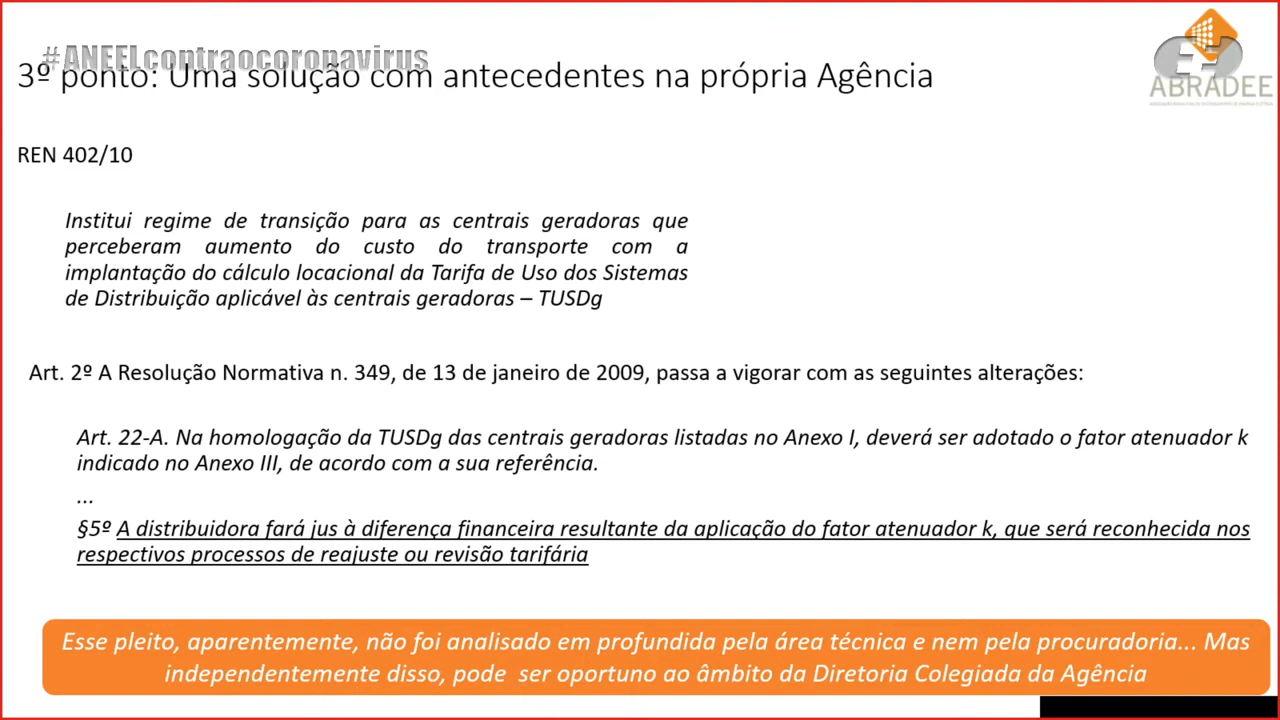 #ANEELcontraocoronavirus
3º ponto: Uma solução com antecedentes na própria Agência
ABRADEE
REN 402/10
Institui regime de transição para as centrais geradoras que
perceberam aumento do custo do transporte com a
implantação do cálculo locacional da Tarifa de Uso dos Sistemas
de Distribuição aplicável às centrais geradoras – TUSDg
Art. 2º A Resolução Normativa n. 349, de 13 de janeiro de 2009, passa a vigorar com as seguintes alterações:
Art. 22-A. Na homologação da TUSDg das centrais geradoras listadas no Anexo I, deverá ser adotado o fator atenuador k
indicado no Anexo III, de acordo com a sua referência.
...
§5º A distribuidora fará jus à diferença financeira resultante da aplicação do fator atenuador k, que será reconhecida nos
respectivos processos de reajuste ou revisão tarifária
Esse pleito, aparentemente, não foi analisado em profundida pela área técnica e nem pela procuradoria... Mas
independentemente disso, pode  ser oportuno ao âmbito da Diretoria Colegiada da Agência